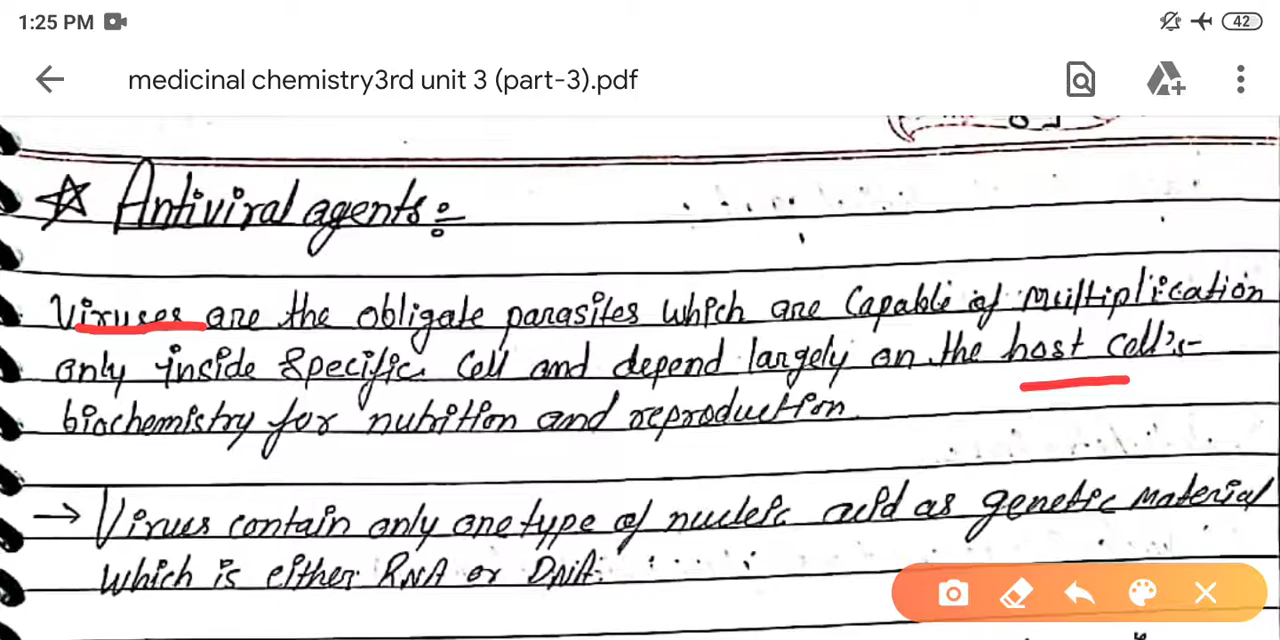 1:25 PM 42
medicinal chemistry3rd unit 3 (part-3).pdf
Antiviral agents:-
Viruses are the obligate parasites which are capable of multiplication
only inside specific cell and depend largely on the host cell's-
biochemistry for nutrition and reproduction.
→ Virus contain only one type of nucleic acid as genetic material
which is either RNA or DNA.